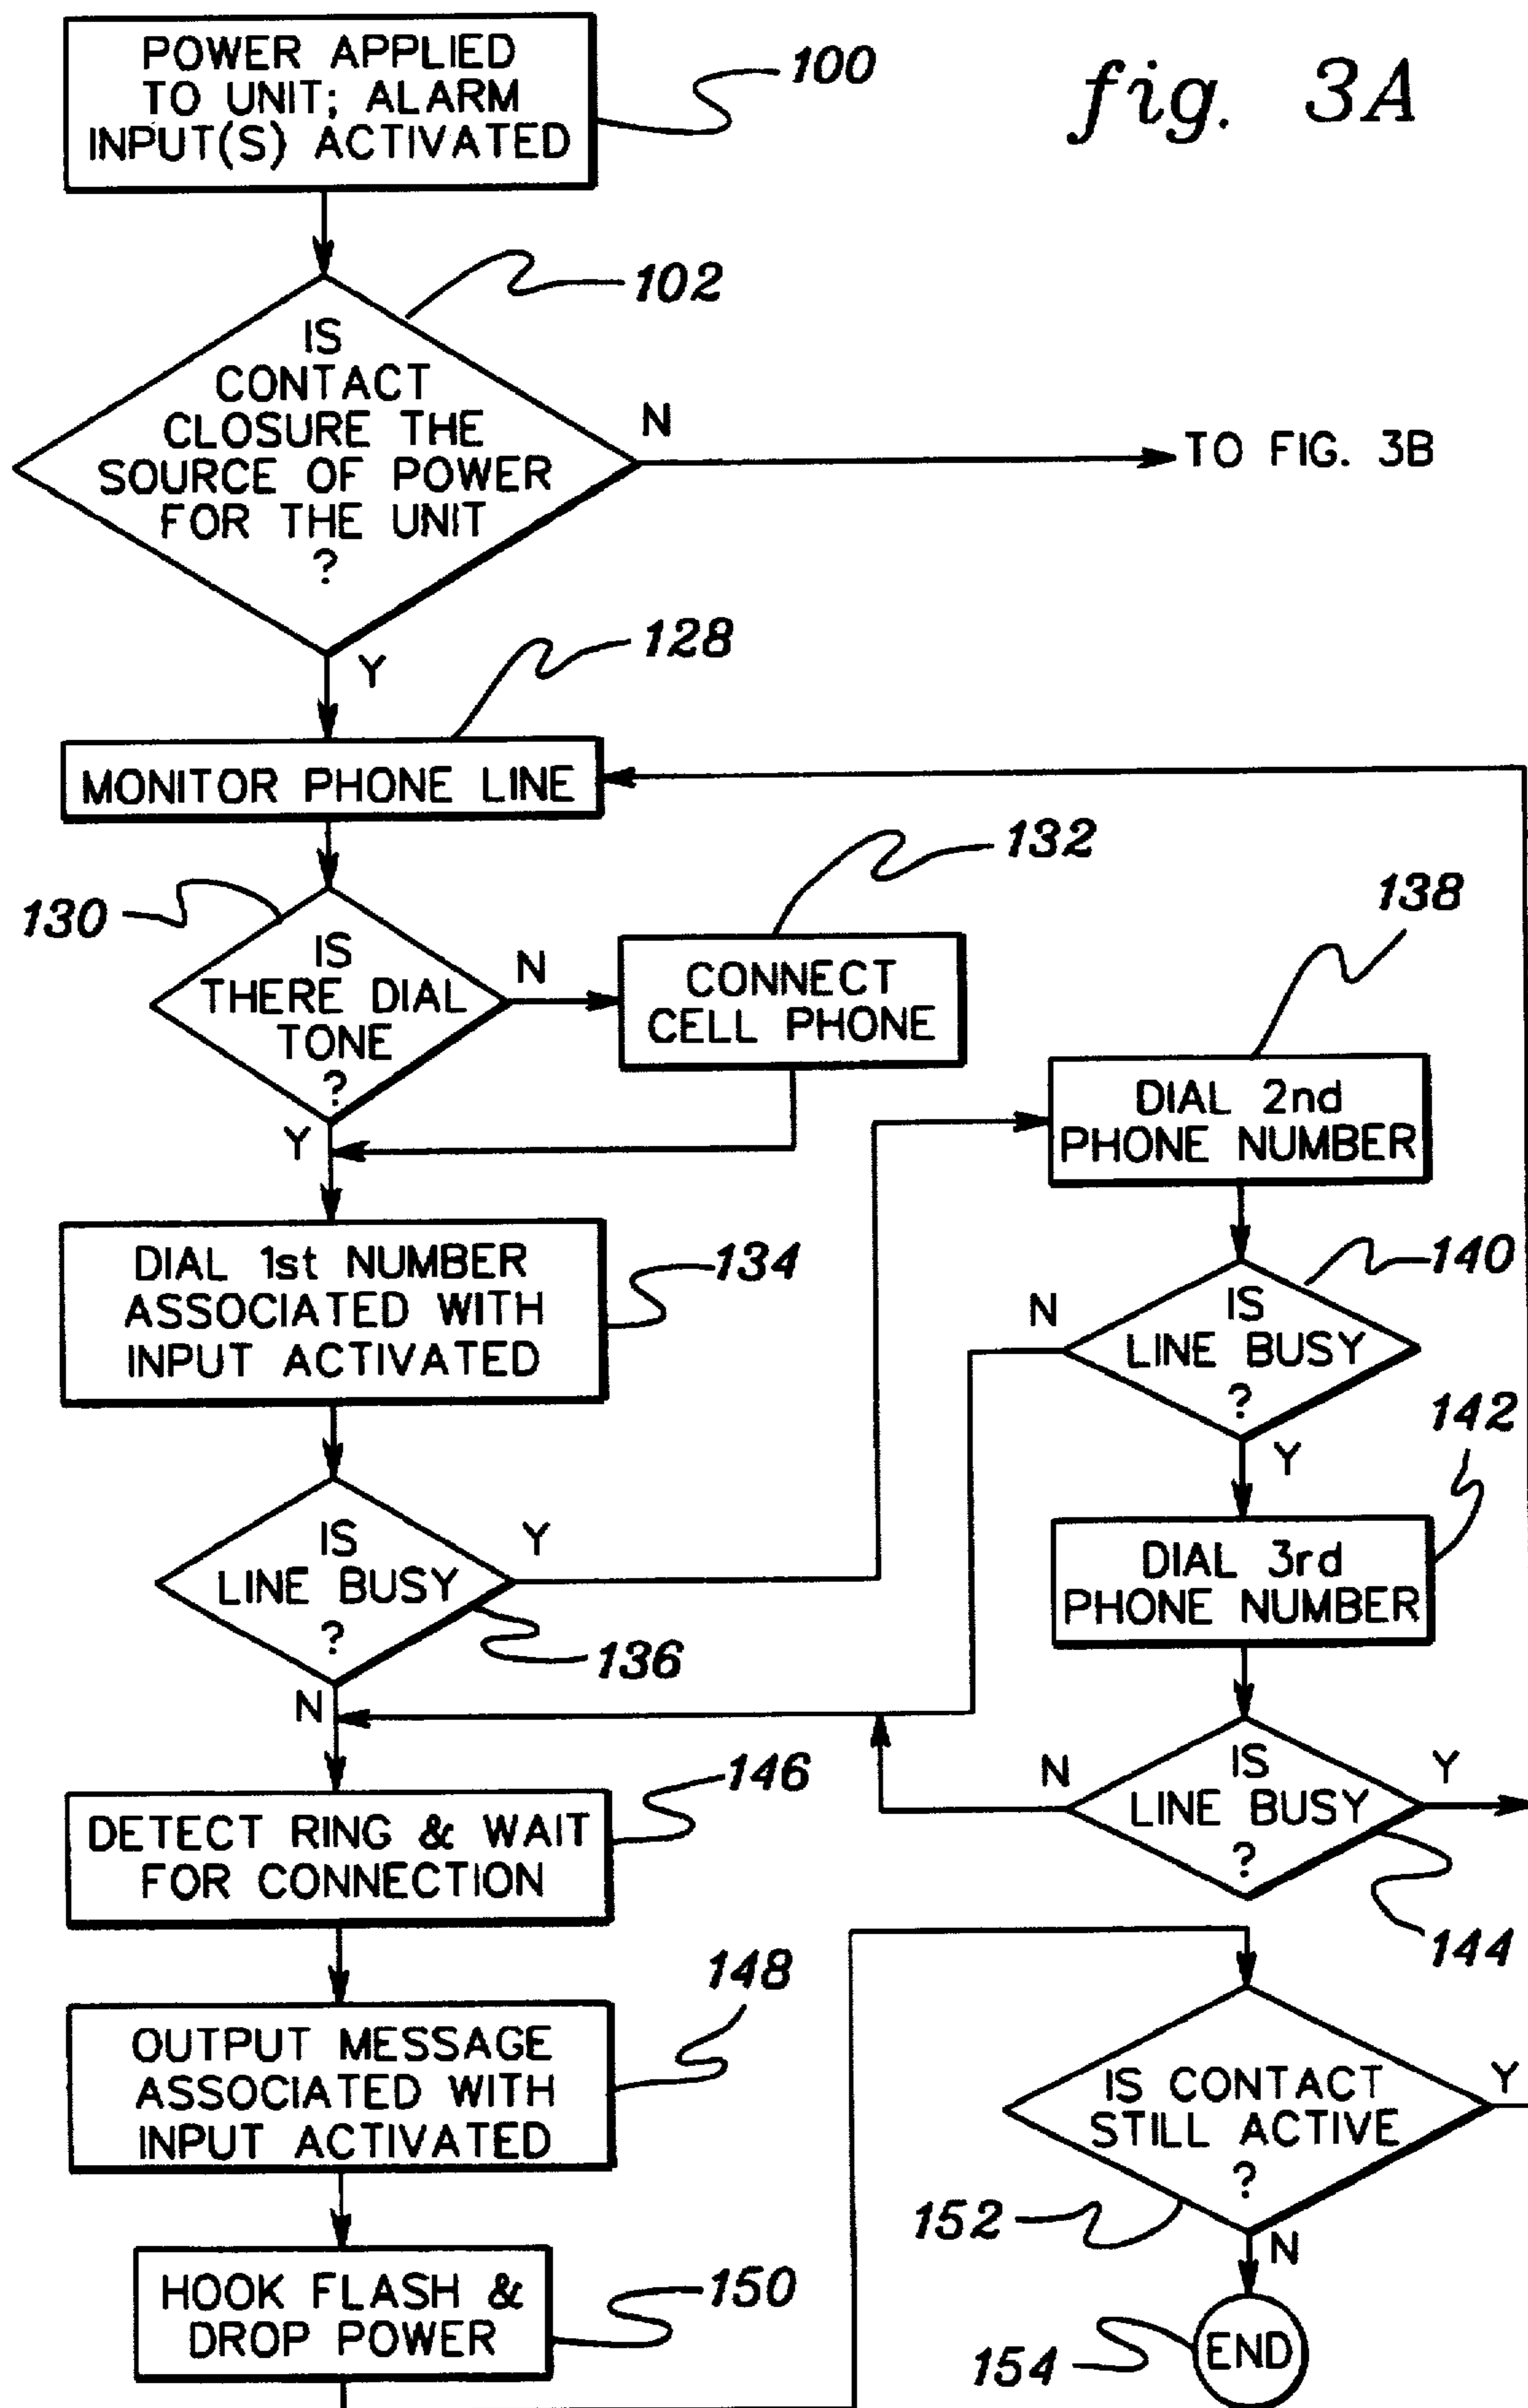 POWER APPLIED
TO UNIT; ALARM
INPUT(S) ACTIVATED
100
fig. 3A
102
IS
CONTACT
CLOSURE THE
SOURCE OF POWER
FOR THE UNIT
?
N
TO FIG. 3B
Y
128
MONITOR PHONE LINE
130
IS
THERE DIAL
TONE
?
N
132
CONNECT
CELL PHONE
Y
138
DIAL 2nd
PHONE NUMBER
DIAL 1st NUMBER
ASSOCIATED WITH
INPUT ACTIVATED
134
140
N
IS
LINE BUSY
?
Y
142
DIAL 3rd
PHONE NUMBER
IS
LINE BUSY
?
Y
136
N
N
IS
LINE BUSY
?
Y
144
146
DETECT RING & WAIT
FOR CONNECTION
148
OUTPUT MESSAGE
ASSOCIATED WITH
INPUT ACTIVATED
IS CONTACT
STILL ACTIVE
?
Y
152
N
HOOK FLASH &
DROP POWER
150
154
END